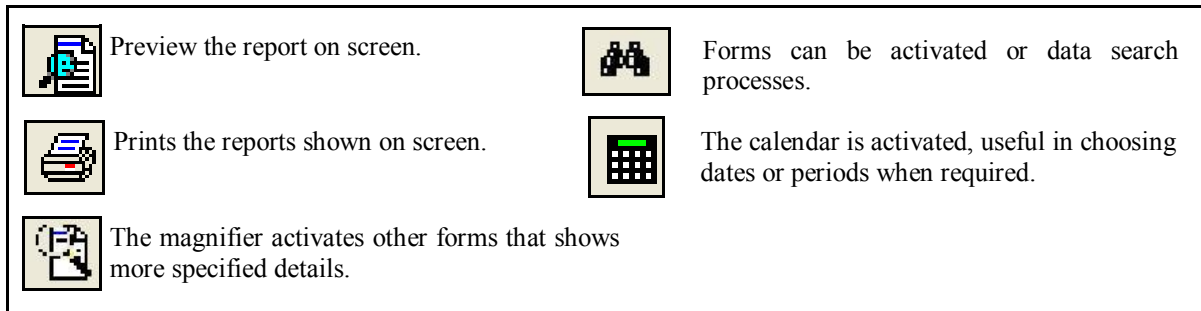 Preview the report on screen.
Forms can be activated or data search
processes.
Prints the reports shown on screen.
The calendar is activated, useful in choosing
dates or periods when required.
The magnifier activates other forms that shows
more specified details.